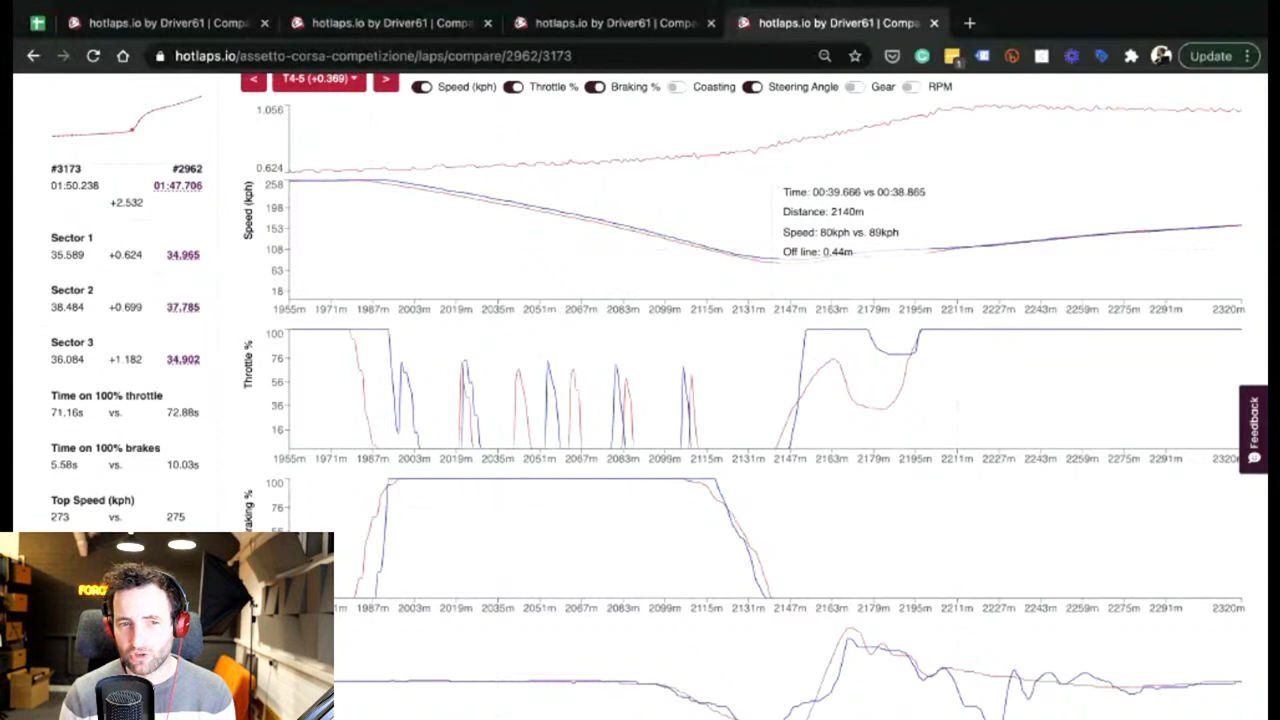 hotlaps.io by Driver61 | Compa × hotlaps.io by Driver61 | Comp × hotlaps.io by Driver61 | Compa × hotlaps.io by Driver61 | Compa × +
hotlaps.io/assetto-corsa-competizione/laps/compare/2962/3173 Update
< T4-5 (+0.369) > Speed (kph) Throttle % Braking % Coasting Steering Angle Gear RPM
1.056
0.624
#3173 #2962
01:50.238 01:47.706
+2.532
Sector 1
35.589 +0.624 34.965
Sector 2
38.484 +0.699 37.785
Sector 3
36.084 +1.182 34.902
Time on 100% throttle
71.16s vs. 72.88s
Time on 100% brakes
5.58s vs. 10.03s
Top Speed (kph)
273 vs. 275
Speed (kph)
258
198
153
108
63
18
Time: 00:39.666 vs 00:38.865
Distance: 2140m
Speed: 80kph vs. 89kph
Off line: 0.44m
1955m 1971m 1987m 2003m 2019m 2035m 2051m 2067m 2083m 2099m 2115m 2131m 2147m 2163m 2179m 2195m 2211m 2227m 2243m 2259m 2275m 2291m 2320m
Throttle %
100
76
56
36
16
1955m 1971m 1987m 2003m 2019m 2035m 2051m 2067m 2083m 2099m 2115m 2131m 2147m 2163m 2179m 2195m 2211m 2227m 2243m 2259m 2275m 2291m 2320m
raking %
100
76
1987m 2003m 2019m 2035m 2051m 2067m 2083m 2099m 2115m 2131m 2147m 2163m 2179m 2195m 2211m 2227m 2243m 2259m 2275m 2291m 2320m
Feedback